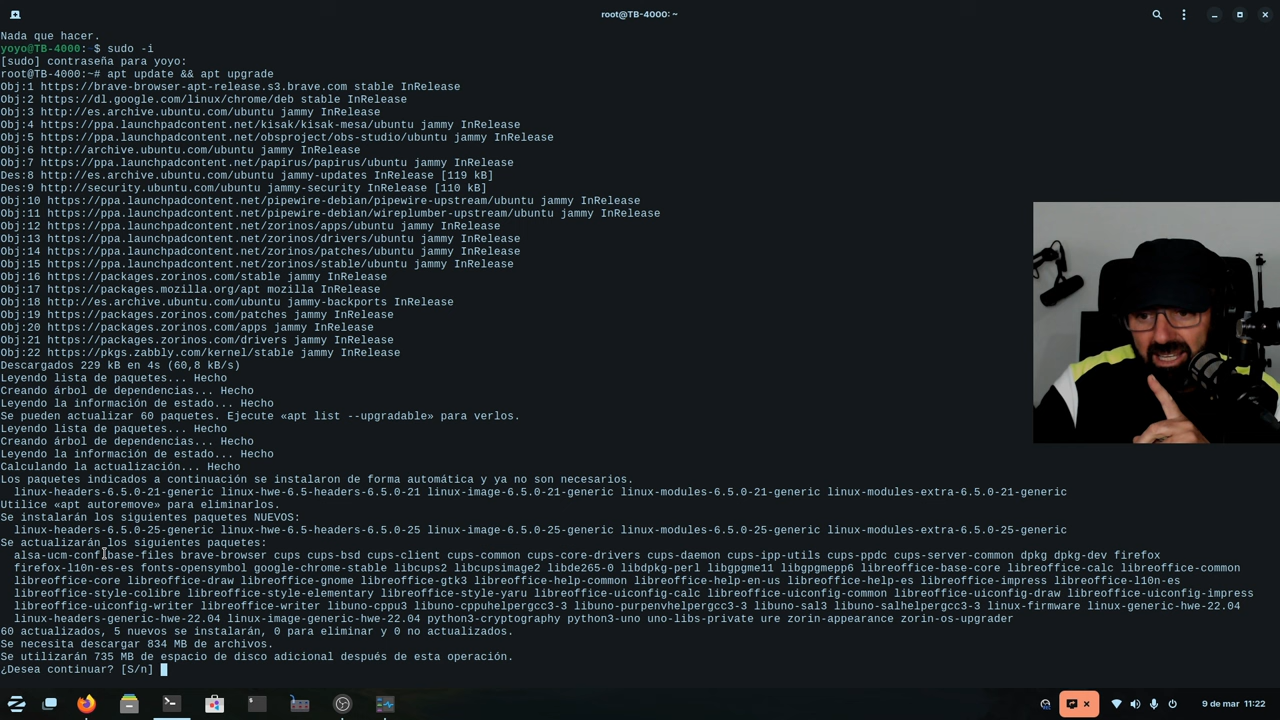 root@TB-4000: ~
Nada que hacer.
yoyo@TB-4000: $ sudo -i
[sudo] contraseña para yoyo:
root@TB-4000:~# apt update && apt upgrade
Obj:1 https://brave-browser-apt-release.s3.brave.com stable InRelease
Obj:2 https://dl.google.com/linux/chrome/deb stable InRelease
Obj:3 http://es.archive.ubuntu.com/ubuntu jammy InRelease
Obj:4 https://ppa.launchpadcontent.net/kisak/kisak-mesa/ubuntu jammy InRelease
Obj:5 https://ppa.launchpadcontent.net/obsproject/obs-studio/ubuntu jammy InRelease
Obj:6 http://archive.ubuntu.com/ubuntu jammy InRelease
Obj:7 https://ppa.launchpadcontent.net/papirus/papirus/ubuntu jammy InRelease
Des:8 http://es.archive.ubuntu.com/ubuntu jammy-updates InRelease [119 kB]
Des:9 http://security.ubuntu.com/ubuntu jammy-security InRelease [110 kB]
Obj:10 https://ppa.launchpadcontent.net/pipewire-debian/pipewire-upstream/ubuntu jammy InRelease
Obj:11 https://ppa.launchpadcontent.net/pipewire-debian/wireplumber-upstream/ubuntu jammy InRelease
Obj:12 https://ppa.launchpadcontent.net/zorinos/apps/ubuntu jammy InRelease
Obj:13 https://ppa.launchpadcontent.net/zorinos/drivers/ubuntu jammy InRelease
Obj:14 https://ppa.launchpadcontent.net/zorinos/patches/ubuntu jammy InRelease
Obj:15 https://ppa.launchpadcontent.net/zorinos/stable/ubuntu jammy InRelease
Obj:16 https://packages.zorinos.com/stable jammy InRelease
Obj:17 https://packages.mozilla.org/apt mozilla InRelease
Obj:18 http://es.archive.ubuntu.com/ubuntu jammy-backports InRelease
Obj:19 https://packages.zorinos.com/patches jammy InRelease
Obj:20 https://packages.zorinos.com/apps jammy InRelease
Obj:21 https://packages.zorinos.com/drivers jammy InRelease
Obj:22 https://pkgs.zabbly.com/kernel/stable jammy InRelease
Descargados 229 kB en 4s (60,8 kB/s)
Leyendo lista de paquetes... Hecho
Creando árbol de dependencias... Hecho
Leyendo la información de estado... Hecho
Se pueden actualizar 60 paquetes. Ejecute «apt list --upgradable» para verlos.
Leyendo lista de paquetes... Hecho
Creando árbol de dependencias... Hecho
Leyendo la información de estado... Hecho
Calculando la actualización... Hecho
Los paquetes indicados a continuación se instalaron de forma automática y ya no son necesarios.
linux-headers-6.5.0-21-generic linux-hwe-6.5-headers-6.5.0-21 linux-image-6.5.0-21-generic linux-modules-6.5.0-21-generic linux-modules-extra-6.5.0-21-generic
Utilice «apt autoremove» para eliminarlos.
Se instalarán los siguientes paquetes NUEVOS:
linux-headers-6.5.0-25-generic linux-hwe-6.5-headers-6.5.0-25 linux-image-6.5.0-25-generic linux-modules-6.5.0-25-generic linux-modules-extra-6.5.0-25-generic
Se actualizarán los siguientes paquetes:
alsa-ucm-conf base-files brave-browser cups cups-bsd cups-client cups-common cups-core-drivers cups-daemon cups-ipp-utils cups-ppdc cups-server-common dpkg dpkg-dev firefox
firefox-l10n-es-es fonts-opensymbol google-chrome-stable libcups2 libcupsimage2 libde265-0 libdpkg-perl libgpgme11 libgpgmepp6 libreoffice-base-core libreoffice-calc libreoffice-common
libreoffice-core libreoffice-draw libreoffice-gnome libreoffice-gtk3 libreoffice-help-common libreoffice-help-en-us libreoffice-help-es libreoffice-impress libreoffice-l10n-es
libreoffice-style-colibre libreoffice-style-elementary libreoffice-style-yaru libreoffice-uiconfig-calc libreoffice-uiconfig-common libreoffice-uiconfig-draw libreoffice-uiconfig-impress
libreoffice-uiconfig-writer libreoffice-writer libuno-cppu3 libuno-cppuhelpergcc3-3 libuno-purpenvhelpergcc3-3 libuno-sal3 libuno-salhelpergcc3-3 linux-firmware linux-generic-hwe-22.04
linux-headers-generic-hwe-22.04 linux-image-generic-hwe-22.04 python3-cryptography python3-uno uno-libs-private ure zorin-appearance zorin-os-upgrader
60 actualizados, 5 nuevos se instalarán, 0 para eliminar y 0 no actualizados.
Se necesita descargar 834 MB de archivos.
Se utilizarán 735 MB de espacio de disco adicional después de esta operación.
¿Desea continuar? [S/n]
9 de mar 11:22